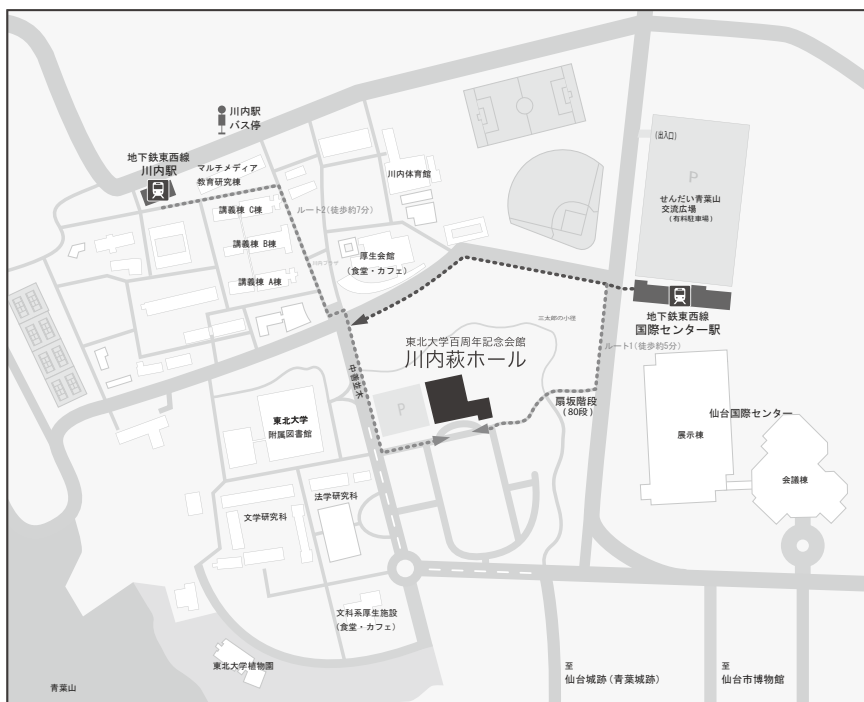 川内駅
バス停
地下鉄東西線
川内駅
マルチメディア
教育研究棟
川内体育館
(出入口)
P
せんだい青葉山
交流広場
(有料駐車場)
講義棟 C棟
ルート2(徒歩約7分)
講義棟 B棟
厚生会館
(食堂・カフェ)
講義棟 A棟
地下鉄東西線
国際センター駅
三太郎の小径
ルート1(徒歩約5分)
東北大学百周年記念会館
川内萩ホール
中善並木
P
扇坂階段
(80段)
仙台国際センター
展示棟
会議棟
東北大学
附属図書館
法学研究科
文学研究科
文科系厚生施設
(食堂・カフェ)
東北大学植物園
青葉山
至
仙台城跡(青葉城跡)
至
仙台市博物館